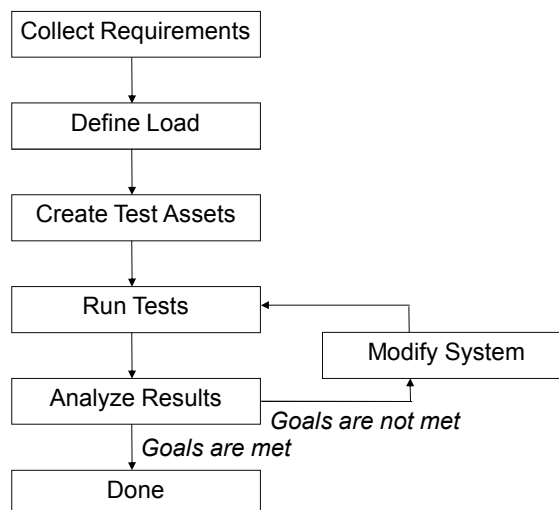 Collect Requirements
Define Load
Create Test Assets
Run Tests
Modify System
Analyze Results
Goals are not met
Goals are met
Done